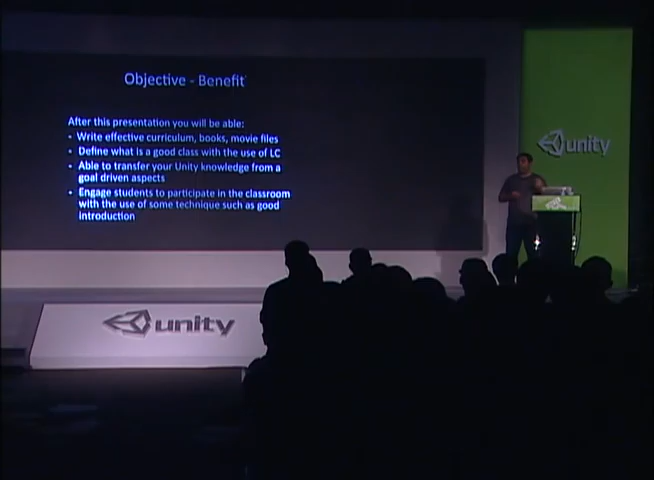 Objective - Benefit
After this presentation you will be able:
• Write effective curriculum, books, movie files
• Define what is a good class with the use of LC
• Able to transfer your Unity knowledge from a
goal driven aspects
• Engage students to participate in the classroom
with the use of some technique such as good
introduction
unity
unity